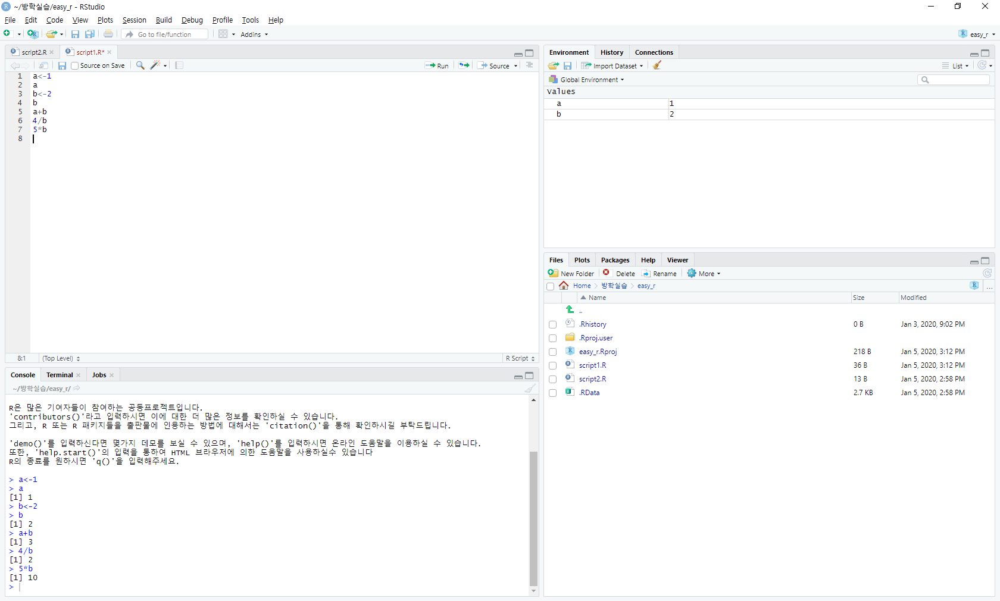 ~/방학실습/easy_r - RStudio
File Edit Code View Plots Session Build Debug Profile Tools Help
Go to file/function Addins easy_r
script2.R script1.R*
Source on Save Run Source
1 a<-1
2 a
3 b<-2
4 b
5 a+b
6 4/b
7 5*b
8
8:1 (Top Level) R Script
Console Terminal Jobs
~/방학실습/easy_r/
R은 많은 기여자들이 참여하는 공동프로젝트입니다.
'contributors()'라고 입력하시면 이에 대한 더 많은 정보를 확인하실 수 있습니다.
그리고, R 또는 R 패키지들을 출판물에 인용하는 방법에 대해서는 'citation()'을 통해 확인하시길 부탁드립니다.
'demo()'를 입력하신다면 몇가지 데모를 보실 수 있으며, 'help()'를 입력하시면 온라인 도움말을 이용하실 수 있습니다.
또한, 'help.start()'의 입력을 통하여 HTML 브라우저에 의한 도움말을 사용하실수 있습니다
R의 종료를 원하시면 'q()'을 입력해주세요.
> a<-1
> a
[1] 1
> b<-2
> b
[1] 2
> a+b
[1] 3
> 4/b
[1] 2
> 5*b
[1] 10
>
Environment History Connections
Import Dataset List
Global Environment
Values
a 1
b 2
Files Plots Packages Help Viewer
New Folder Delete Rename More
Home 방학실습 easy_r ...
Name Size Modified
..
.Rhistory 0 B Jan 3, 2020, 9:02 PM
.Rproj.user
easy_r.Rproj 218 B Jan 5, 2020, 3:12 PM
script1.R 36 B Jan 5, 2020, 3:12 PM
script2.R 13 B Jan 5, 2020, 2:58 PM
.RData 2.7 KB Jan 5, 2020, 2:58 PM